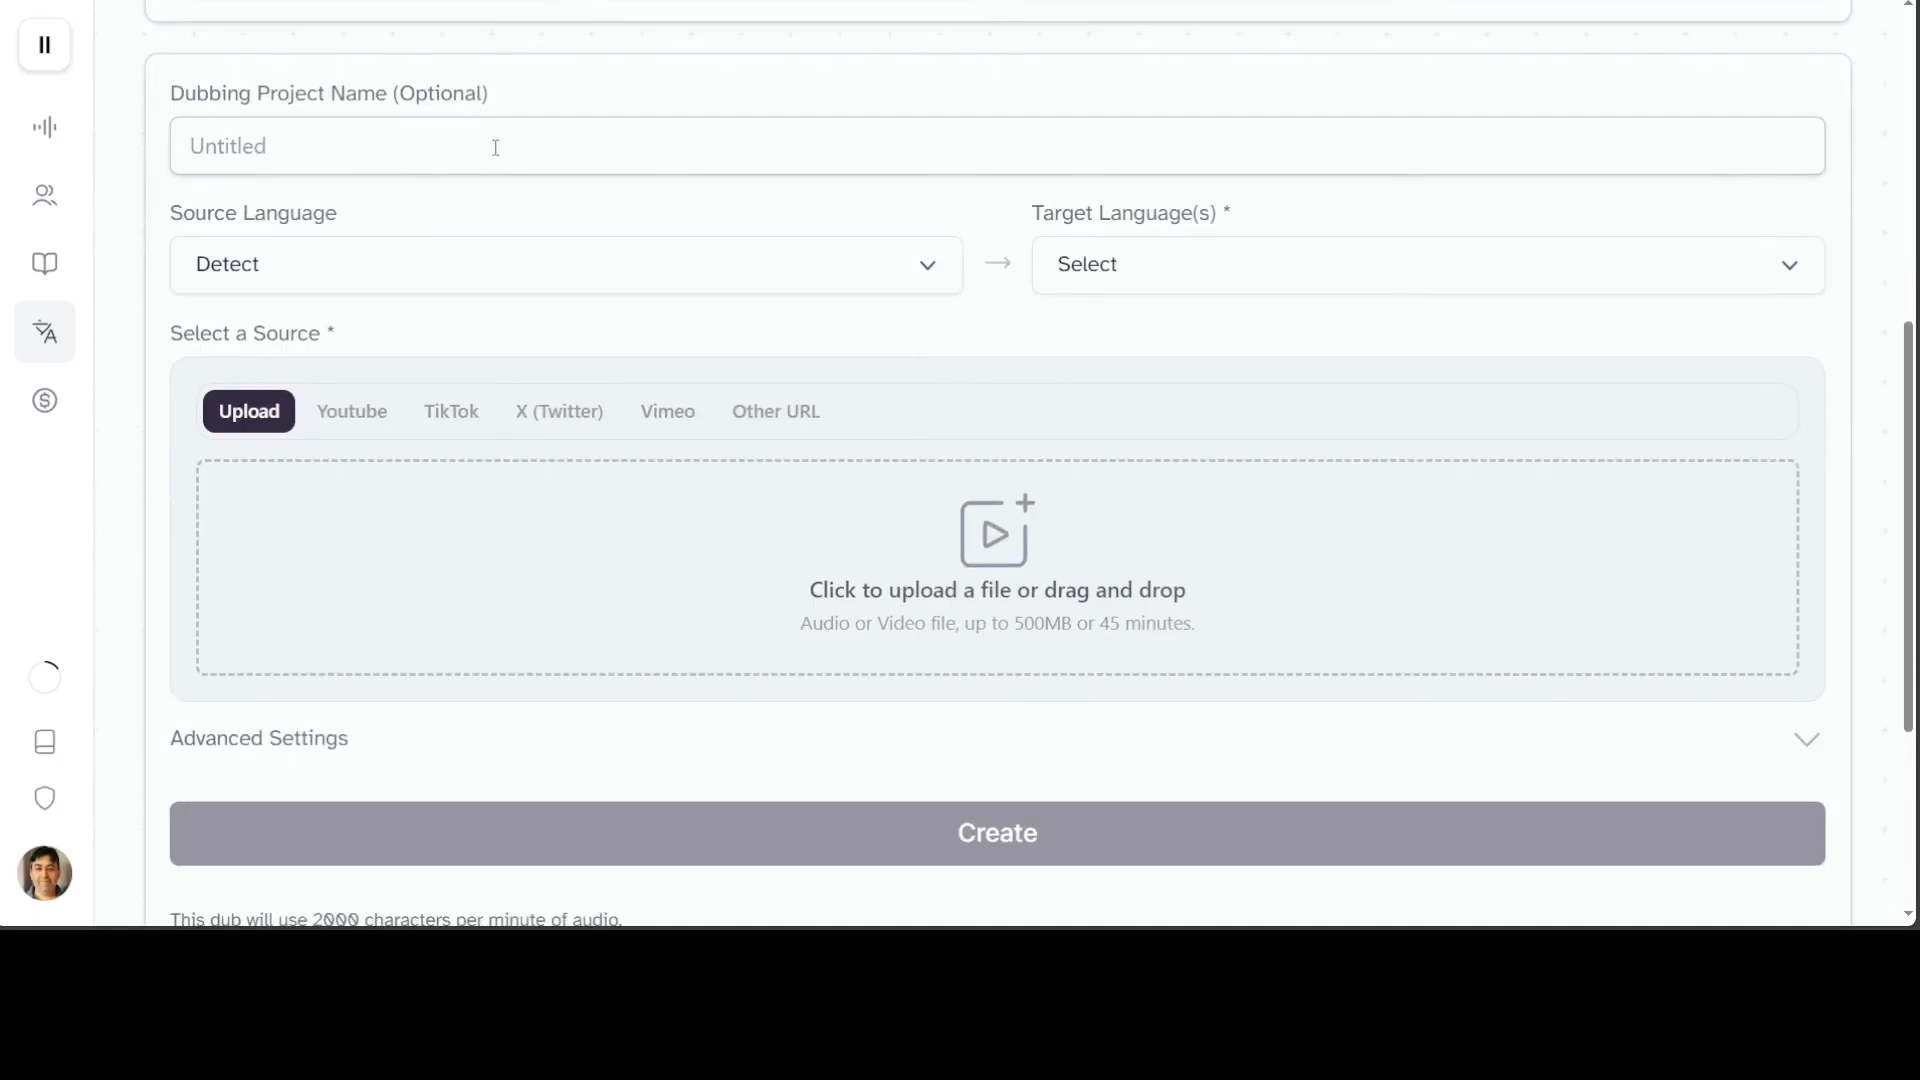 Dubbing Project Name (Optional)
Untitled
Source Language
Target Language(s) *
Detect
Select
Select a Source *
Upload
Youtube
TikTok
X (Twitter)
Vimeo
Other URL
Click to upload a file or drag and drop
Audio or Video file, up to 500MB or 45 minutes.
Advanced Settings
Create
This dub will use 2000 characters per minute of audio.